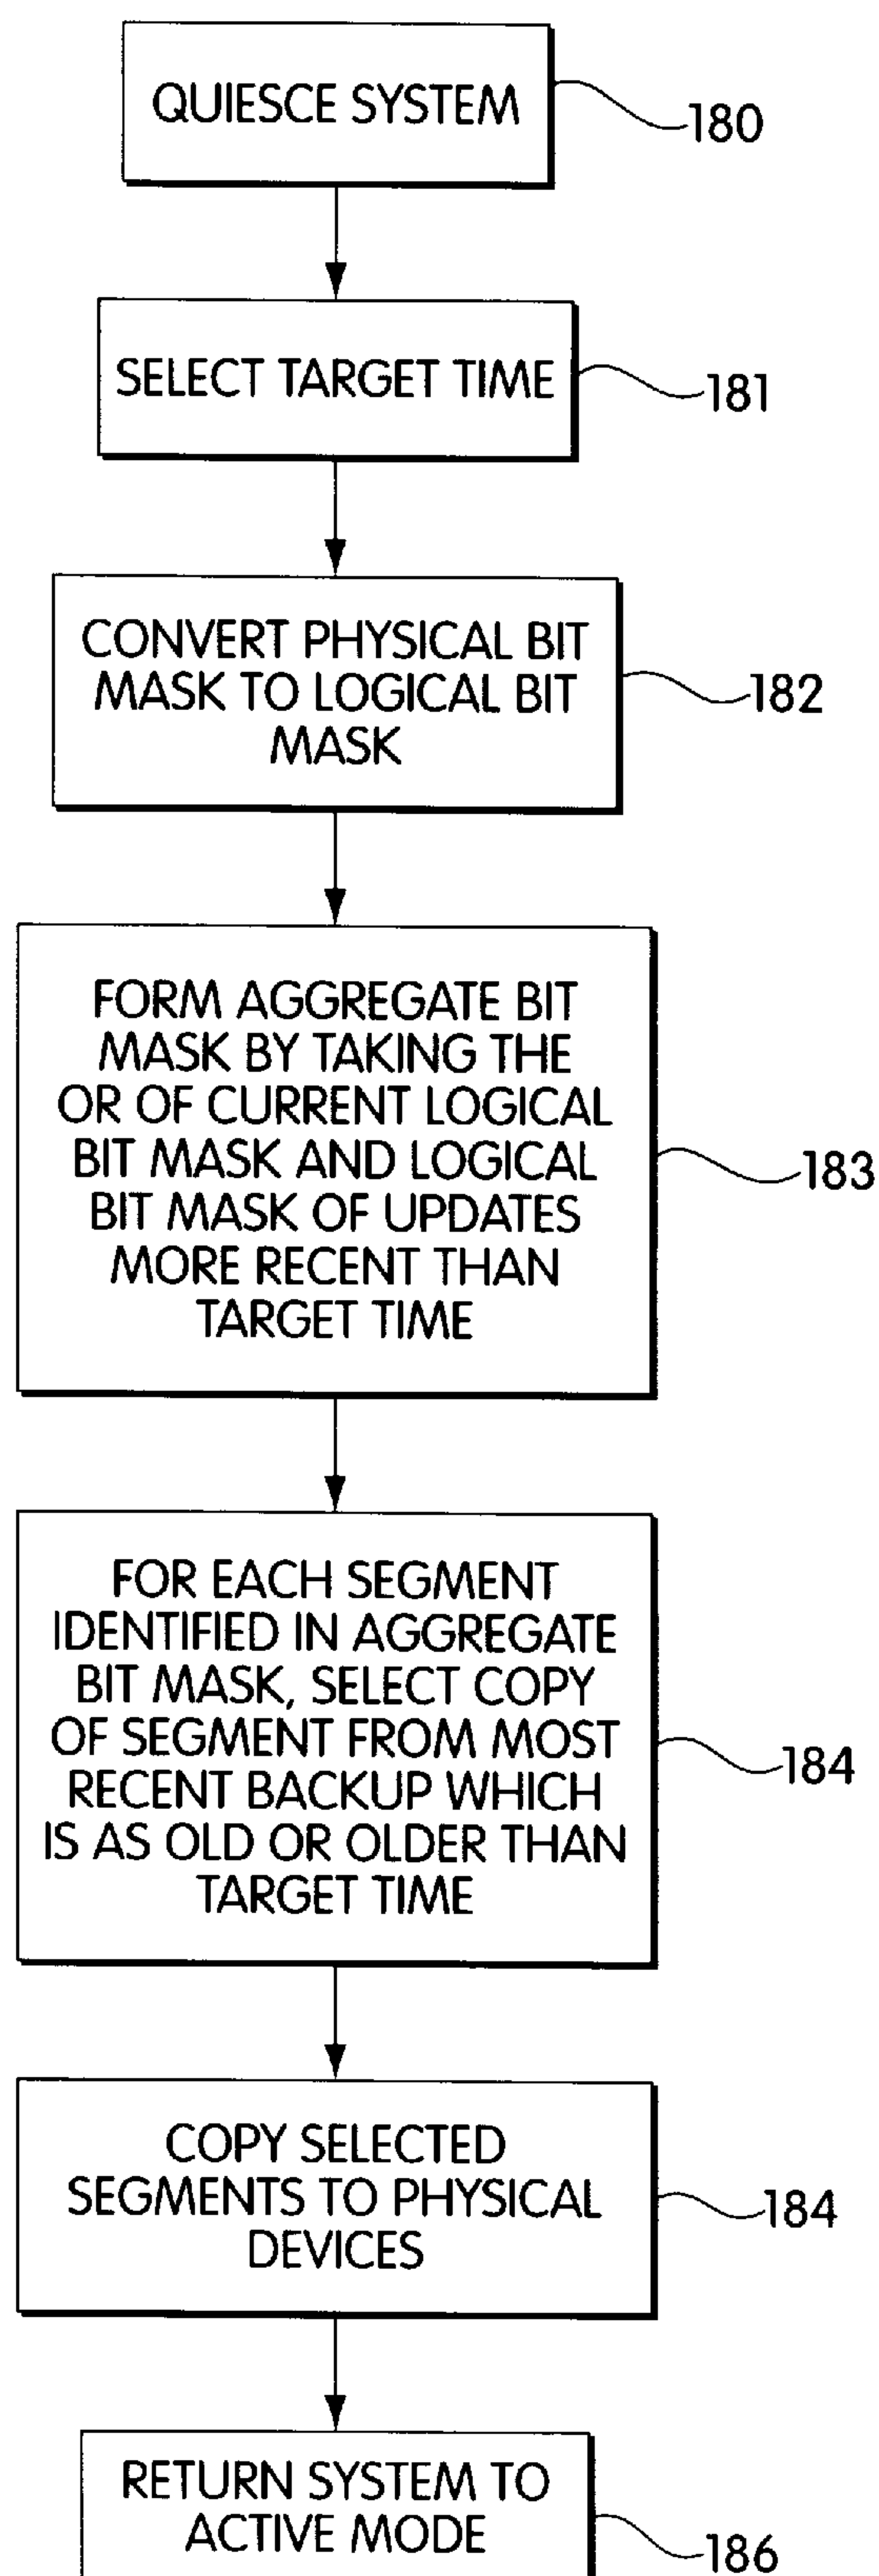 QUIESCE SYSTEM
180
SELECT TARGET TIME
181
CONVERT PHYSICAL BIT
MASK TO LOGICAL BIT
MASK
182
FORM AGGREGATE BIT
MASK BY TAKING THE
OR OF CURRENT LOGICAL
BIT MASK AND LOGICAL
BIT MASK OF UPDATES
MORE RECENT THAN
TARGET TIME
183
FOR EACH SEGMENT
IDENTIFIED IN AGGREGATE
BIT MASK, SELECT COPY
OF SEGMENT FROM MOST
RECENT BACKUP WHICH
IS AS OLD OR OLDER THAN
TARGET TIME
184
COPY SELECTED
SEGMENTS TO PHYSICAL
DEVICES
184
RETURN SYSTEM TO
ACTIVE MODE
186